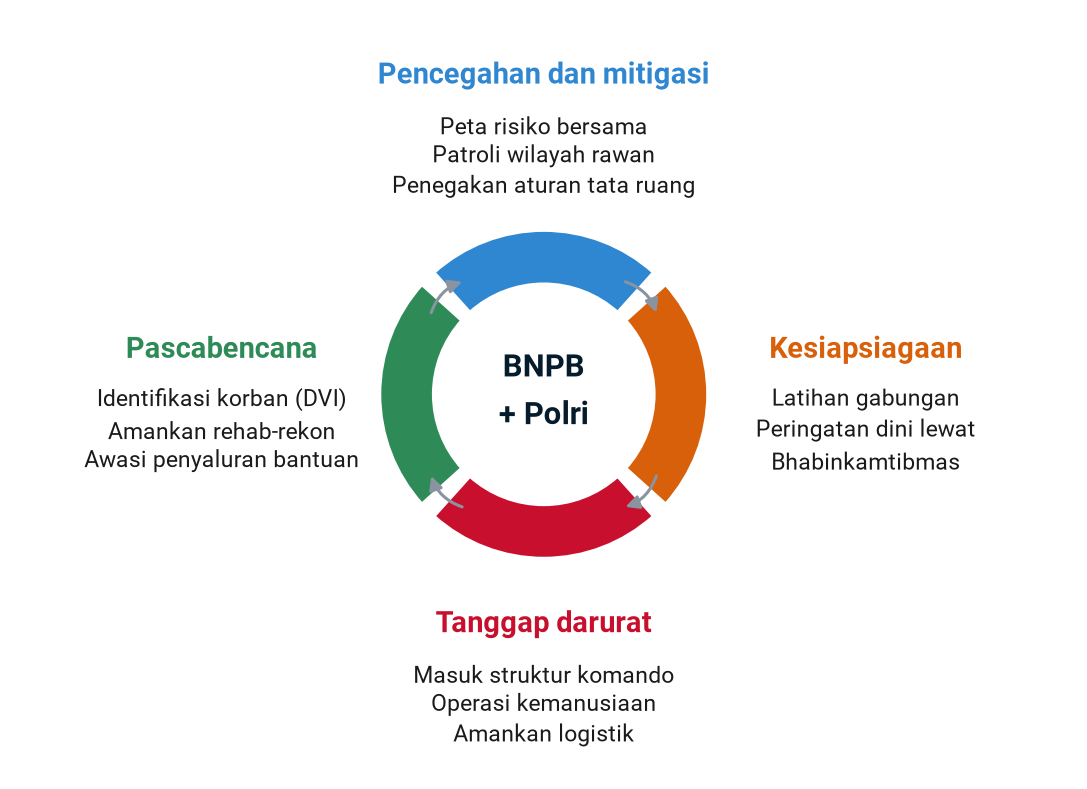 Pencegahan dan mitigasi
Peta risiko bersama
Patroli wilayah rawan
Penegakan aturan tata ruang
Pascabencana
Identifikasi korban (DVI)
Amankan rehab-rekon
Awasi penyaluran bantuan
BNPB
+ Polri
Kesiapsiagaan
Latihan gabungan
Peringatan dini lewat
Bhabinkamtibmas
Tanggap darurat
Masuk struktur komando
Operasi kemanusiaan
Amankan logistik